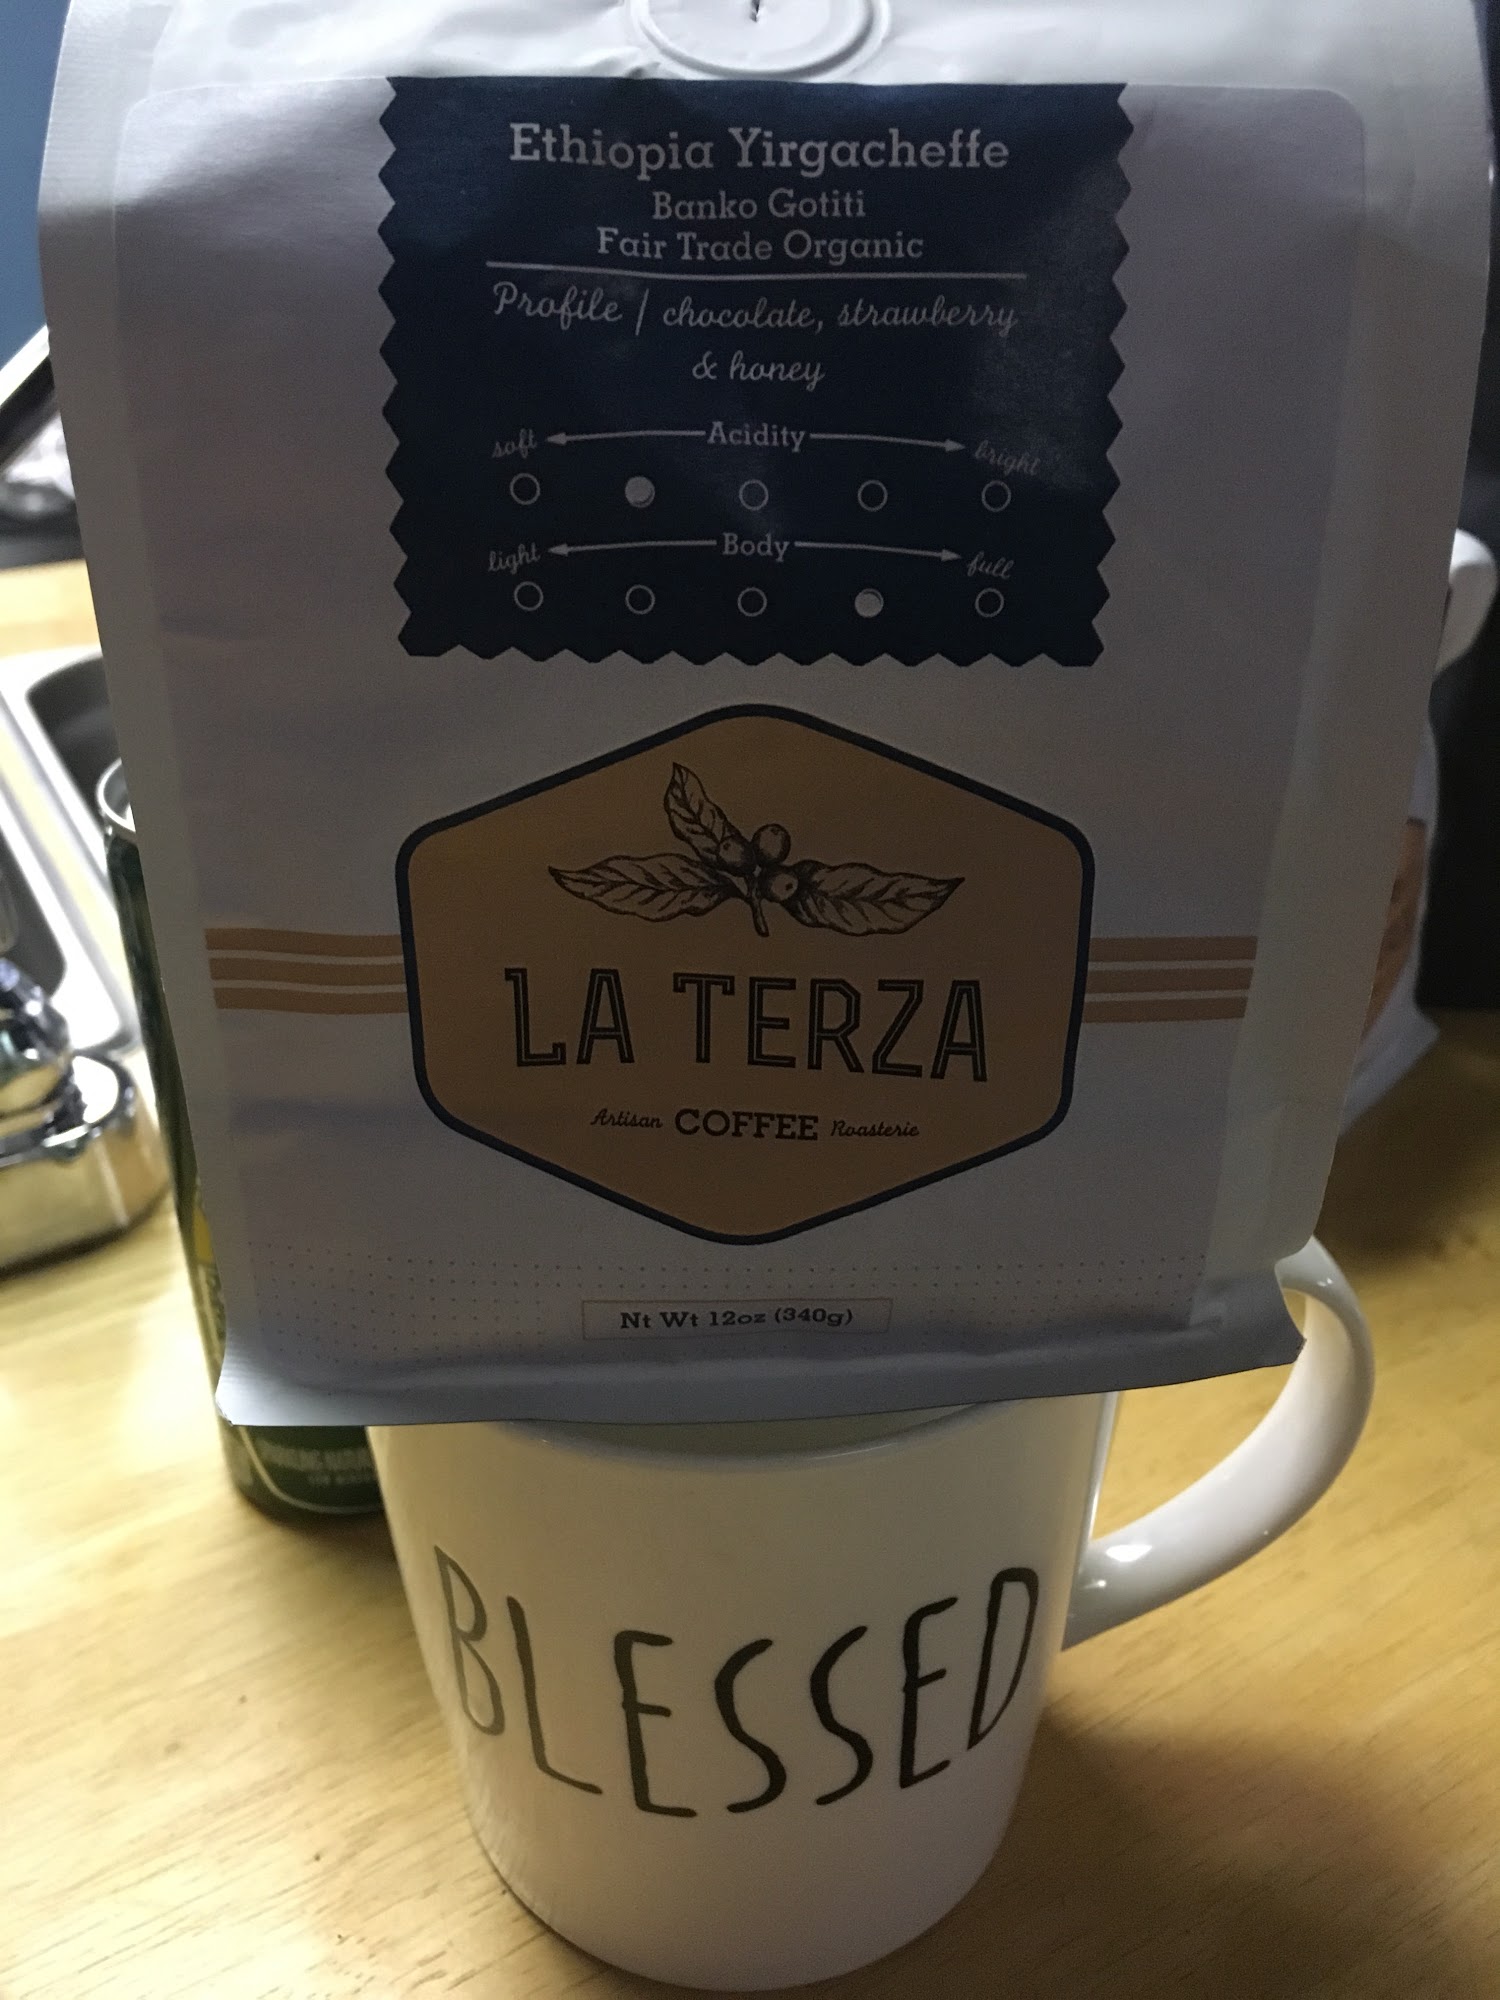 Ethiopia Yirgacheffe
Banko Gotiti
Fair Trade Organic
Profile / chocolate, strawberry
& honey
soft Acidity bright
light Body full
LA TERZA
Artisan COFFEE Roasterie
Nt Wt 12oz (340g)
BLESSED